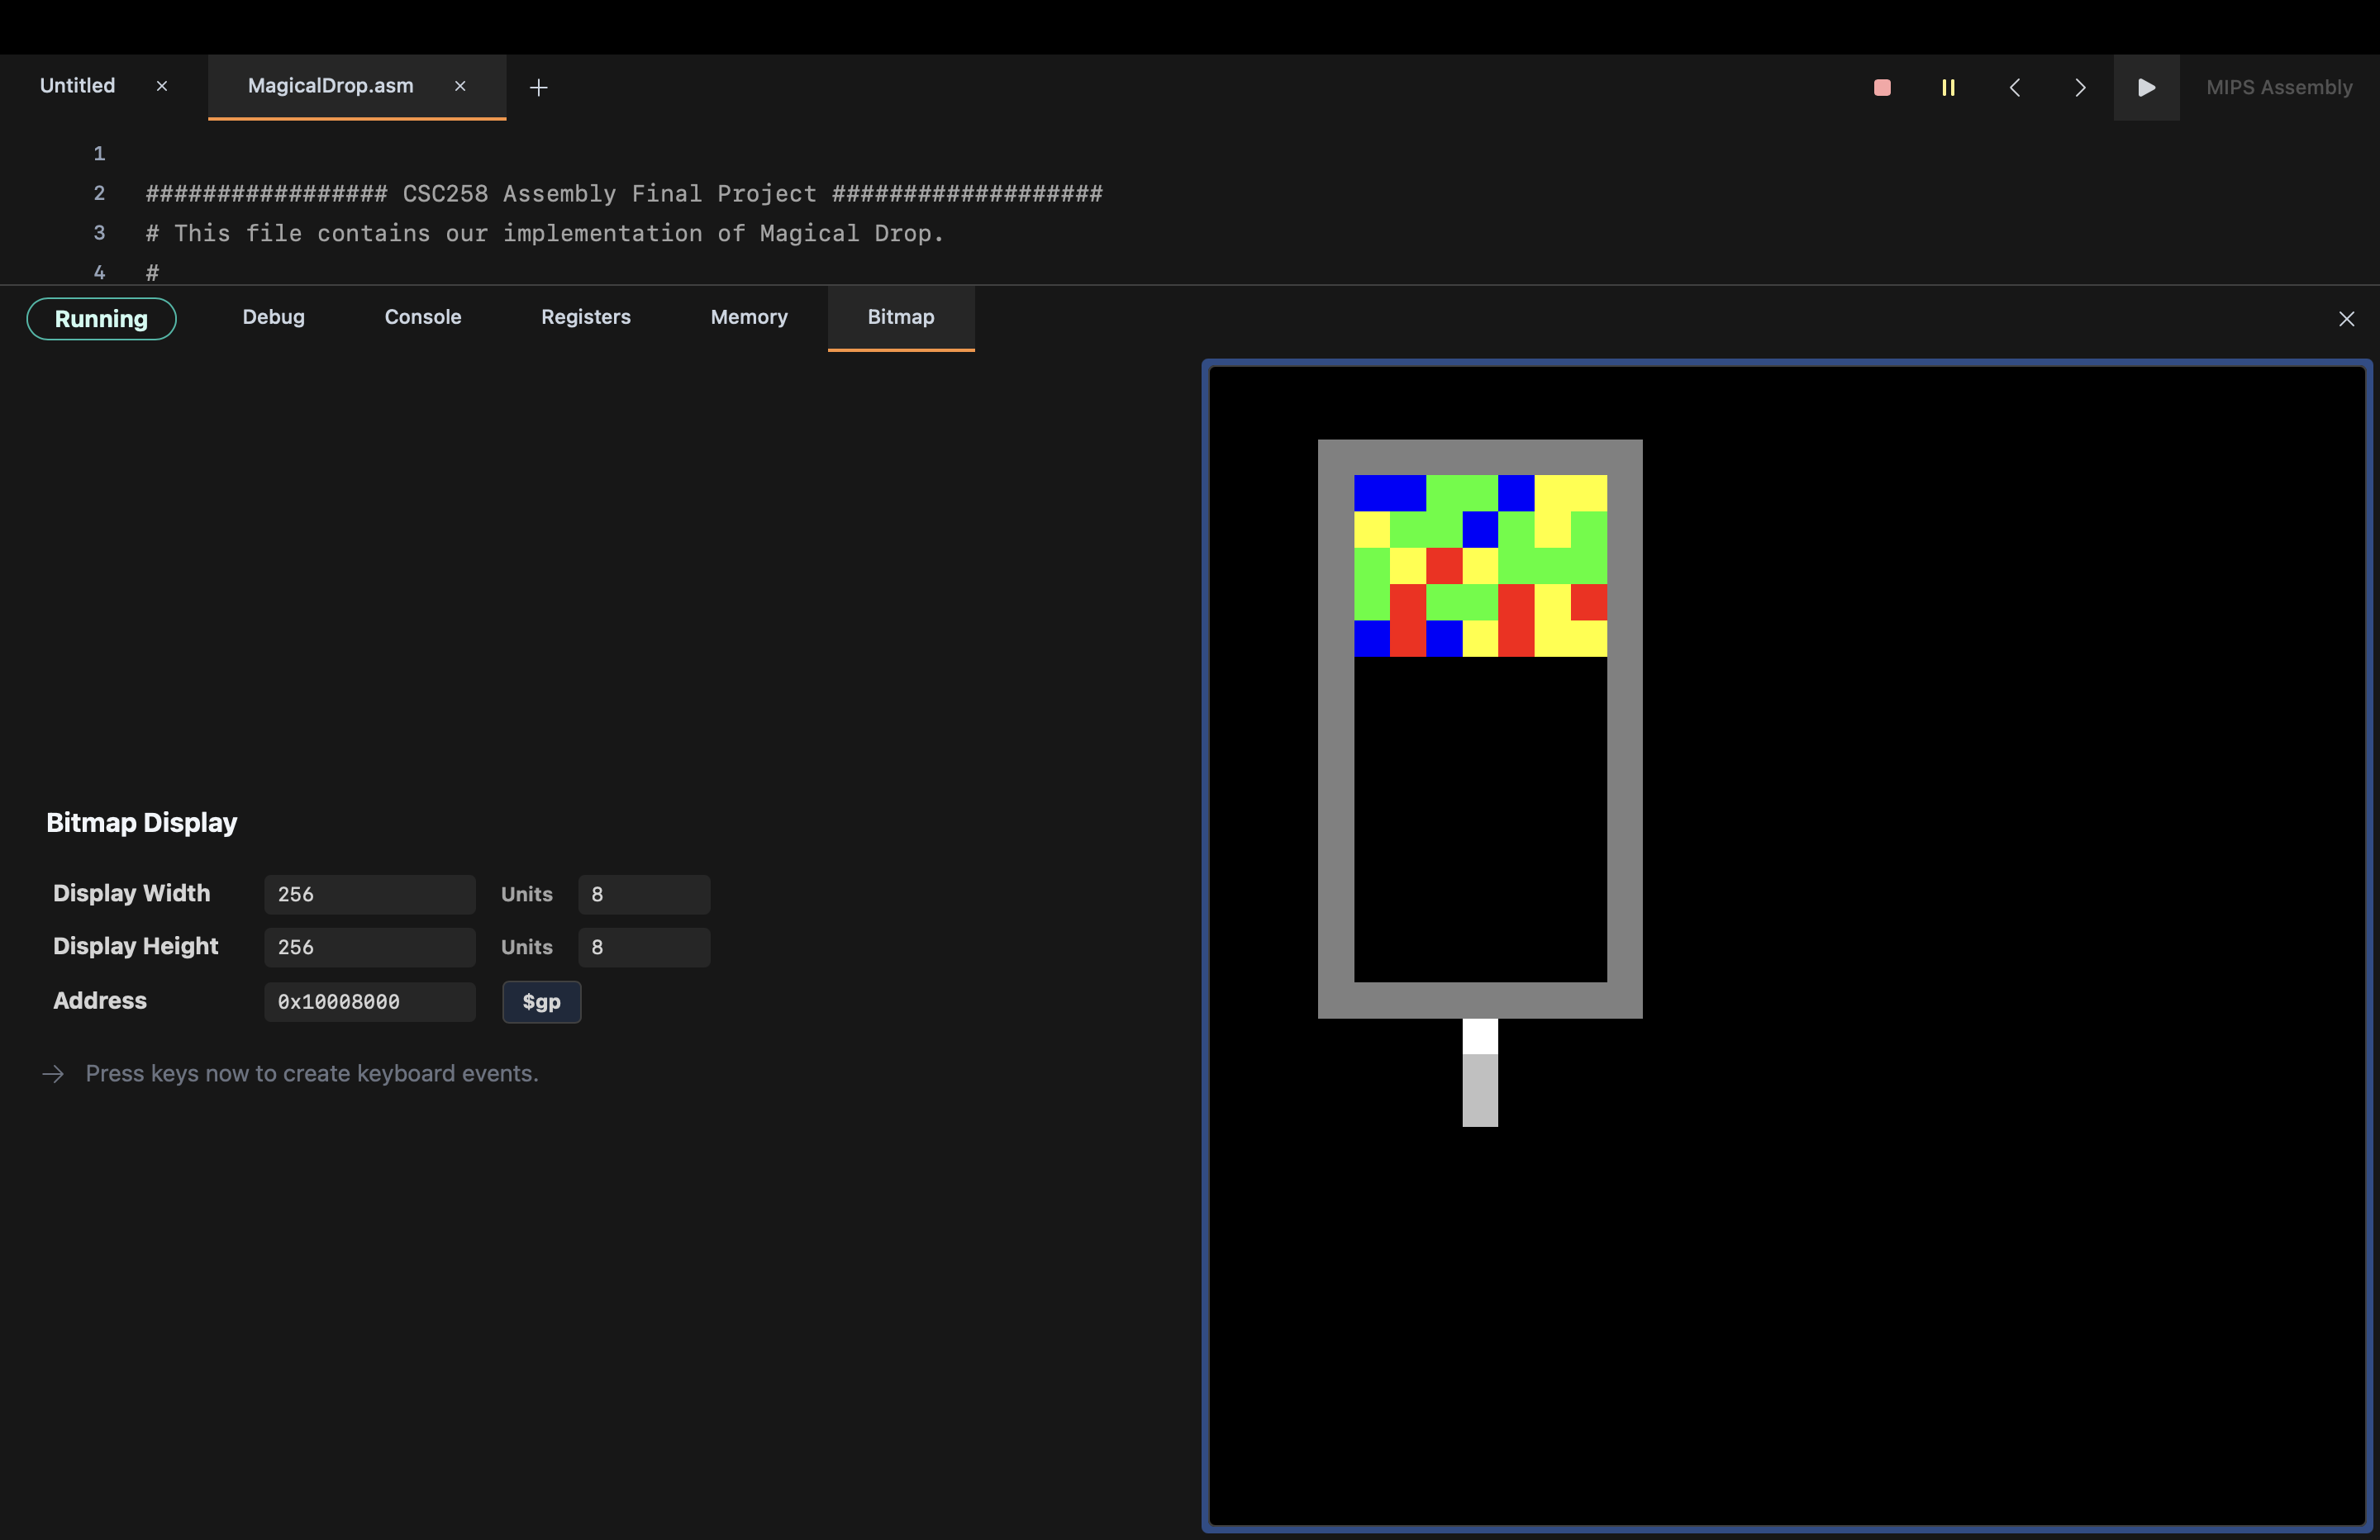 Untitled × MagicalDrop.asm × + MIPS Assembly
1
2 ################# CSC258 Assembly Final Project ###################
3 # This file contains our implementation of Magical Drop.
4 #
Running Debug Console Registers Memory Bitmap ×
Bitmap Display
Display Width 256 Units 8
Display Height 256 Units 8
Address 0x10008000 $gp
→ Press keys now to create keyboard events.